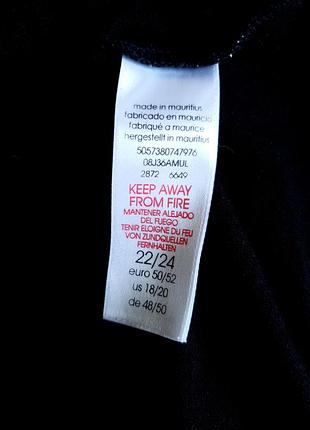 made in mauritius
fabricado en mauricio
fabriqué a maurice
hergestellt in mauritius
5057380747976
08J36AMUL
2872 6649
KEEP AWAY
FROM FIRE
MANTENER ALEJADO
DEL FUEGO
TENIR ELOIGNE DU FEU
VON ZUNDQUELLEN
FERNHALTEN
22/24
euro 50/52
us 18/20
de 48/50